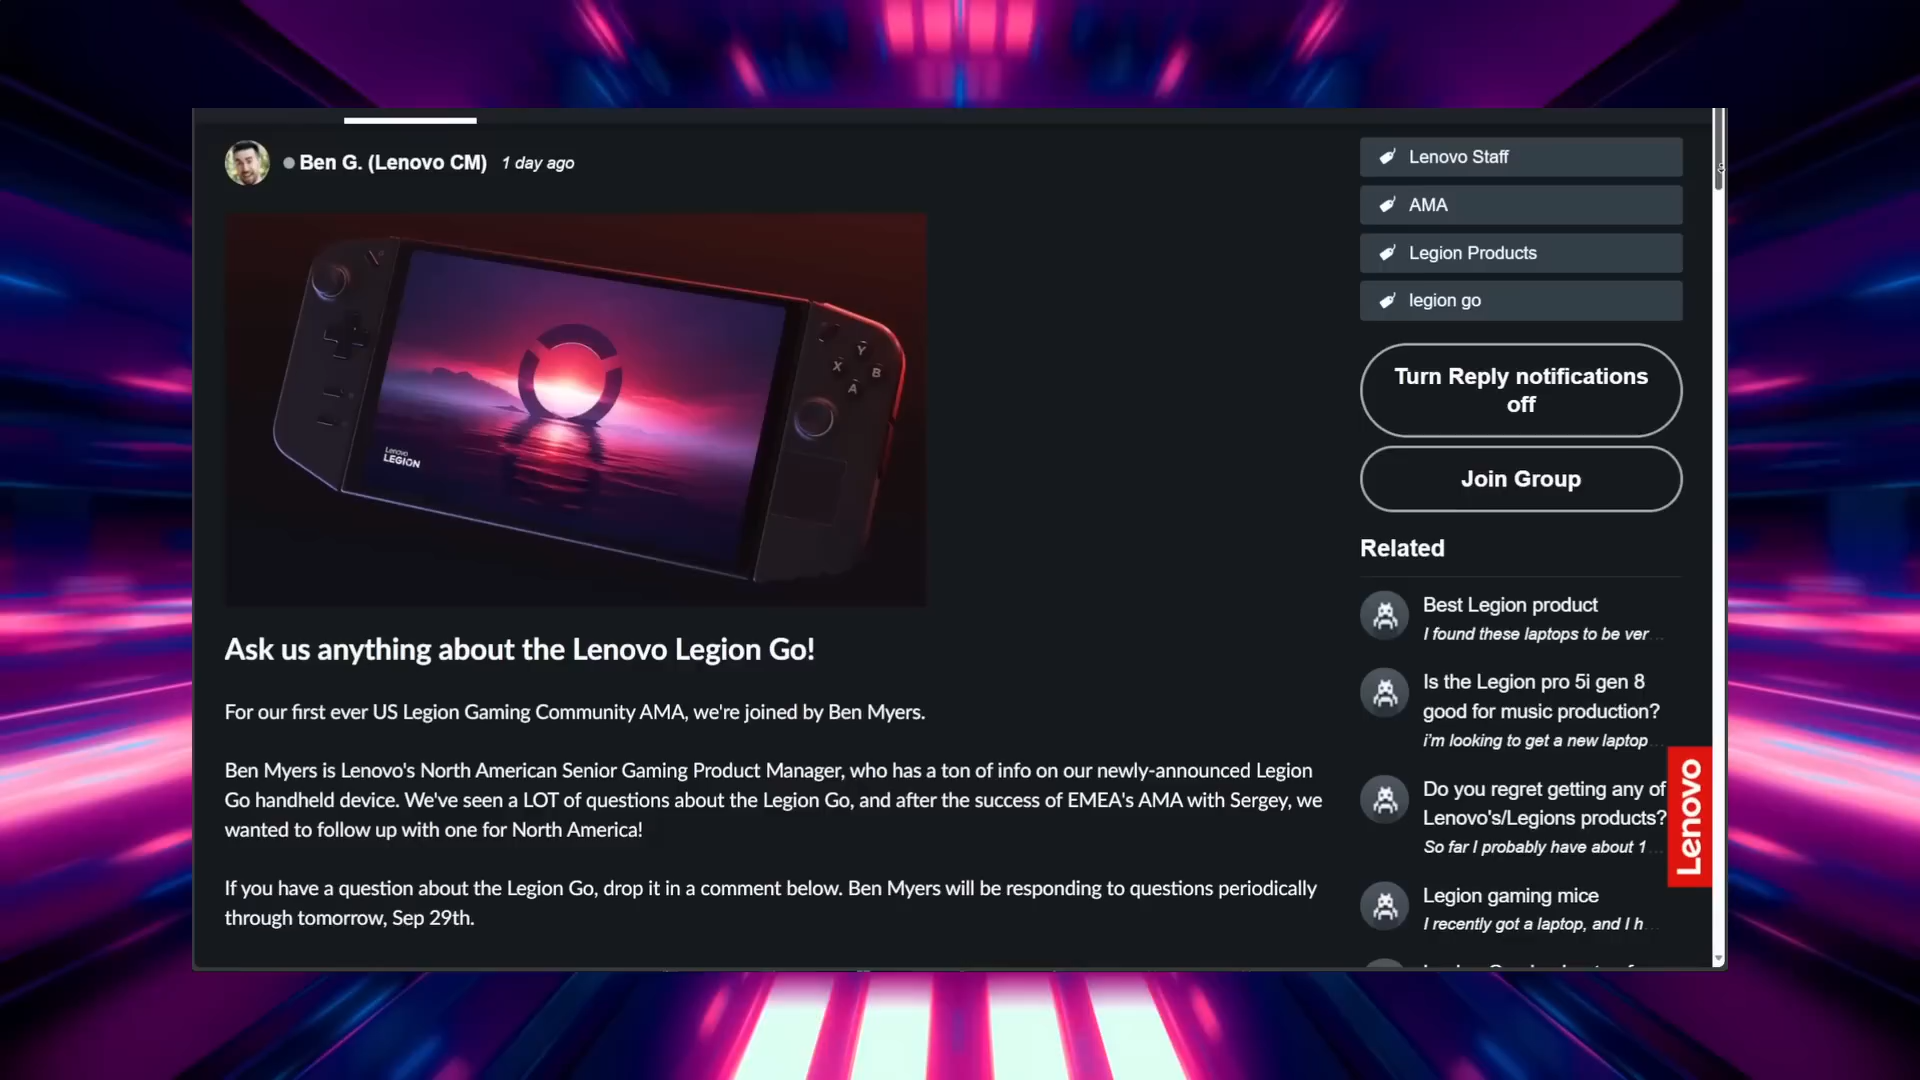 Ben G. (Lenovo CM) 1 day ago
Y
X B
A
Lenovo
LEGION
Ask us anything about the Lenovo Legion Go!
For our first ever US Legion Gaming Community AMA, we're joined by Ben Myers.
Ben Myers is Lenovo's North American Senior Gaming Product Manager, who has a ton of info on our newly-announced Legion
Go handheld device. We've seen a LOT of questions about the Legion Go, and after the success of EMEA's AMA with Sergey, we
wanted to follow up with one for North America!
If you have a question about the Legion Go, drop it in a comment below. Ben Myers will be responding to questions periodically
through tomorrow, Sep 29th.
Lenovo Staff
AMA
Legion Products
legion go
Turn Reply notifications
off
Join Group
Related
Best Legion product
I found these laptops to be ver...
Is the Legion pro 5i gen 8
good for music production?
i'm looking to get a new laptop...
Do you regret getting any of
Lenovo's/Legions products?
So far I probably have about 1...
Legion gaming mice
I recently got a laptop, and I h...
Lenovo